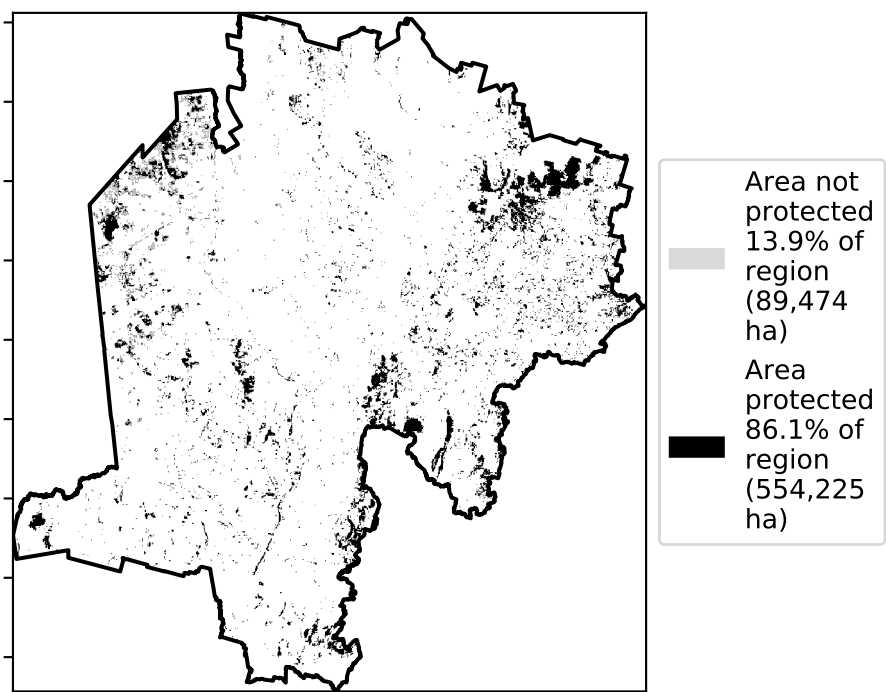 Area not
protected
13.9% of
region
(89,474
ha)
Area
protected
86.1% of
region
(554,225
ha)